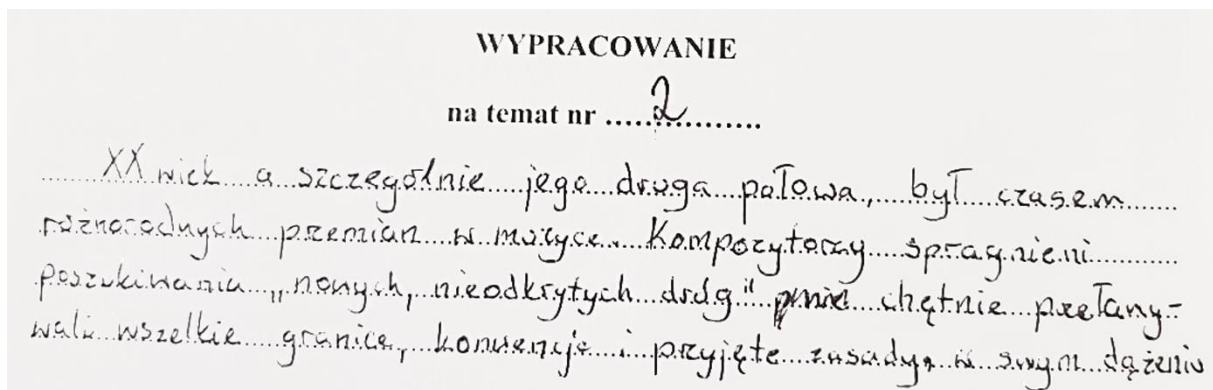 WYPRACOWANIE
na temat nr .....2...............
XX wiek a szczególnie jego druga połowa, był czasem
różnorodnych przemian w muzyce. Kompozytorzy spragnieni
poszukiwania „nowych, nieodkrytych dróg" chętnie przełamy-
wali wszelkie granice, konwencje i przyjęte zasady, w swym dążeniu